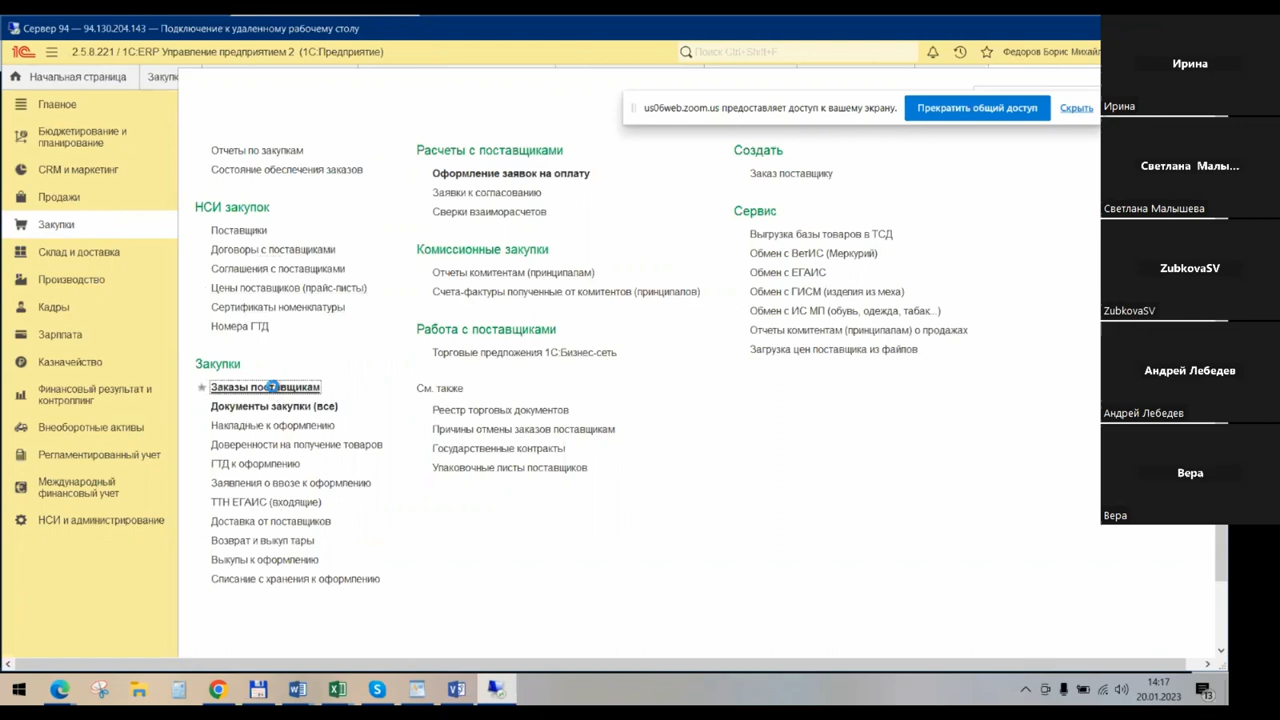 Сервер 94 — 94.130.204.143 — Подключение к удаленному рабочему столу
2.5.8.221 / 1С:ERP Управление предприятием 2 (1С:Предприятие)
Поиск Ctrl+Shift+F
Федоров Борис Михайл
Начальная страница
Закупк
us06web.zoom.us предоставляет доступ к вашему экрану.
Прекратить общий доступ
Скрыть
Главное
Бюджетирование и
планирование
CRM и маркетинг
Продажи
Закупки
Склад и доставка
Производство
Кадры
Зарплата
Казначейство
Финансовый результат и
контроллинг
Внеоборотные активы
Регламентированный учет
Международный
финансовый учет
НСИ и администрирование
Отчеты по закупкам
Состояние обеспечения заказов
НСИ закупок
Поставщики
Договоры с поставщиками
Соглашения с поставщиками
Цены поставщиков (прайс-листы)
Сертификаты номенклатуры
Номера ГТД
Закупки
Заказы поставщикам
Документы закупки (все)
Накладные к оформлению
Доверенности на получение товаров
ГТД к оформлению
Заявления о ввозе к оформлению
ТТН ЕГАИС (входящие)
Доставка от поставщиков
Возврат и выкуп тары
Выкупы к оформлению
Списание с хранения к оформлению
Расчеты с поставщиками
Оформление заявок на оплату
Заявки к согласованию
Сверки взаиморасчетов
Комиссионные закупки
Отчеты комитентам (принципалам)
Счета-фактуры полученные от комитентов (принципалов)
Работа с поставщиками
Торговые предложения 1С:Бизнес-сеть
См. также
Реестр торговых документов
Причины отмены заказов поставщикам
Государственные контракты
Упаковочные листы поставщиков
Создать
Заказ поставщику
Сервис
Выгрузка базы товаров в ТСД
Обмен с ВетИС (Меркурий)
Обмен с ЕГАИС
Обмен с ГИСМ (изделия из меха)
Обмен с ИС МП (обувь, одежда, табак...)
Отчеты комитентам (принципалам) о продажах
Загрузка цен поставщика из файлов
Ирина
Ирина
Светлана Малы...
Светлана Малышева
ZubkovaSV
ZubkovaSV
Андрей Лебедев
Андрей Лебедев
Вера
Вера
14:17
20.01.2023
13